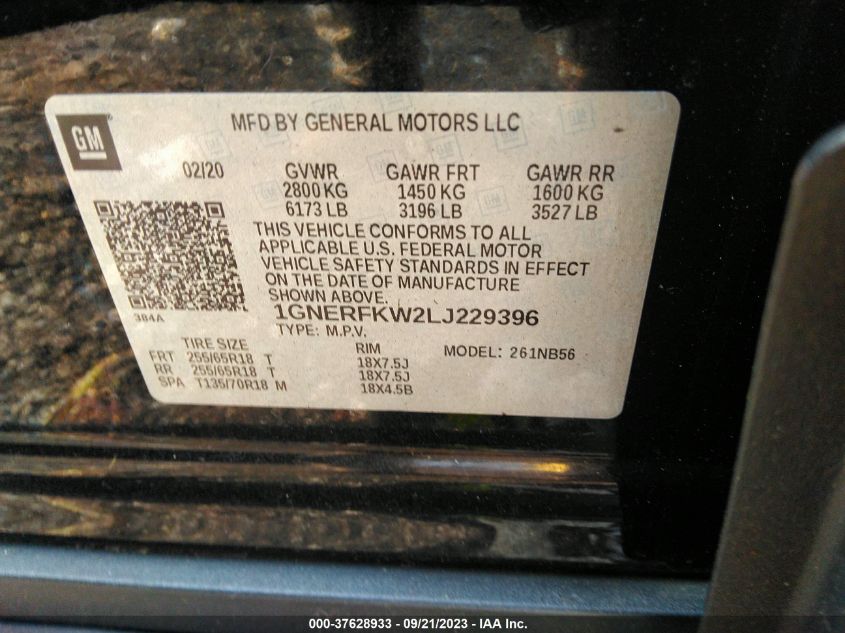 GM
MFD BY GENERAL MOTORS LLC
02/20 GVWR GAWR FRT GAWR RR
2800 KG 1450 KG 1600 KG
6173 LB 3196 LB 3527 LB
THIS VEHICLE CONFORMS TO ALL
APPLICABLE U.S. FEDERAL MOTOR
VEHICLE SAFETY STANDARDS IN EFFECT
ON THE DATE OF MANUFACTURE
SHOWN ABOVE.
384A
1GNERFKW2LJ229396
TYPE: M.P.V.
TIRE SIZE RIM MODEL: 261NB56
FRT 255/65R18 T 18X7.5J
RR 255/65R18 T 18X7.5J
SPA T135/70R18 M 18X4.5B
000-37628933 - 09/21/2023 - IAA Inc.